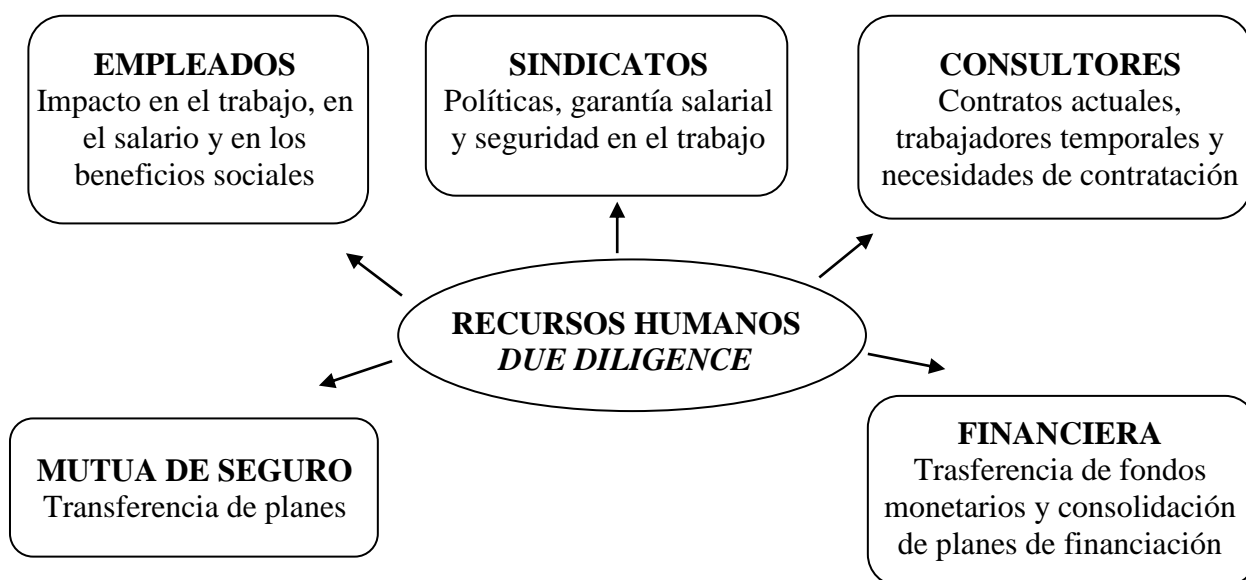 EMPLEADOS
Impacto en el trabajo, en
el salario y en los
beneficios sociales
SINDICATOS
Políticas, garantía salarial
y seguridad en el trabajo
CONSULTORES
Contratos actuales,
trabajadores temporales y
necesidades de contratación
RECURSOS HUMANOS
DUE DILIGENCE
MUTUA DE SEGURO
Transferencia de planes
FINANCIERA
Trasferencia de fondos
monetarios y consolidación
de planes de financiación